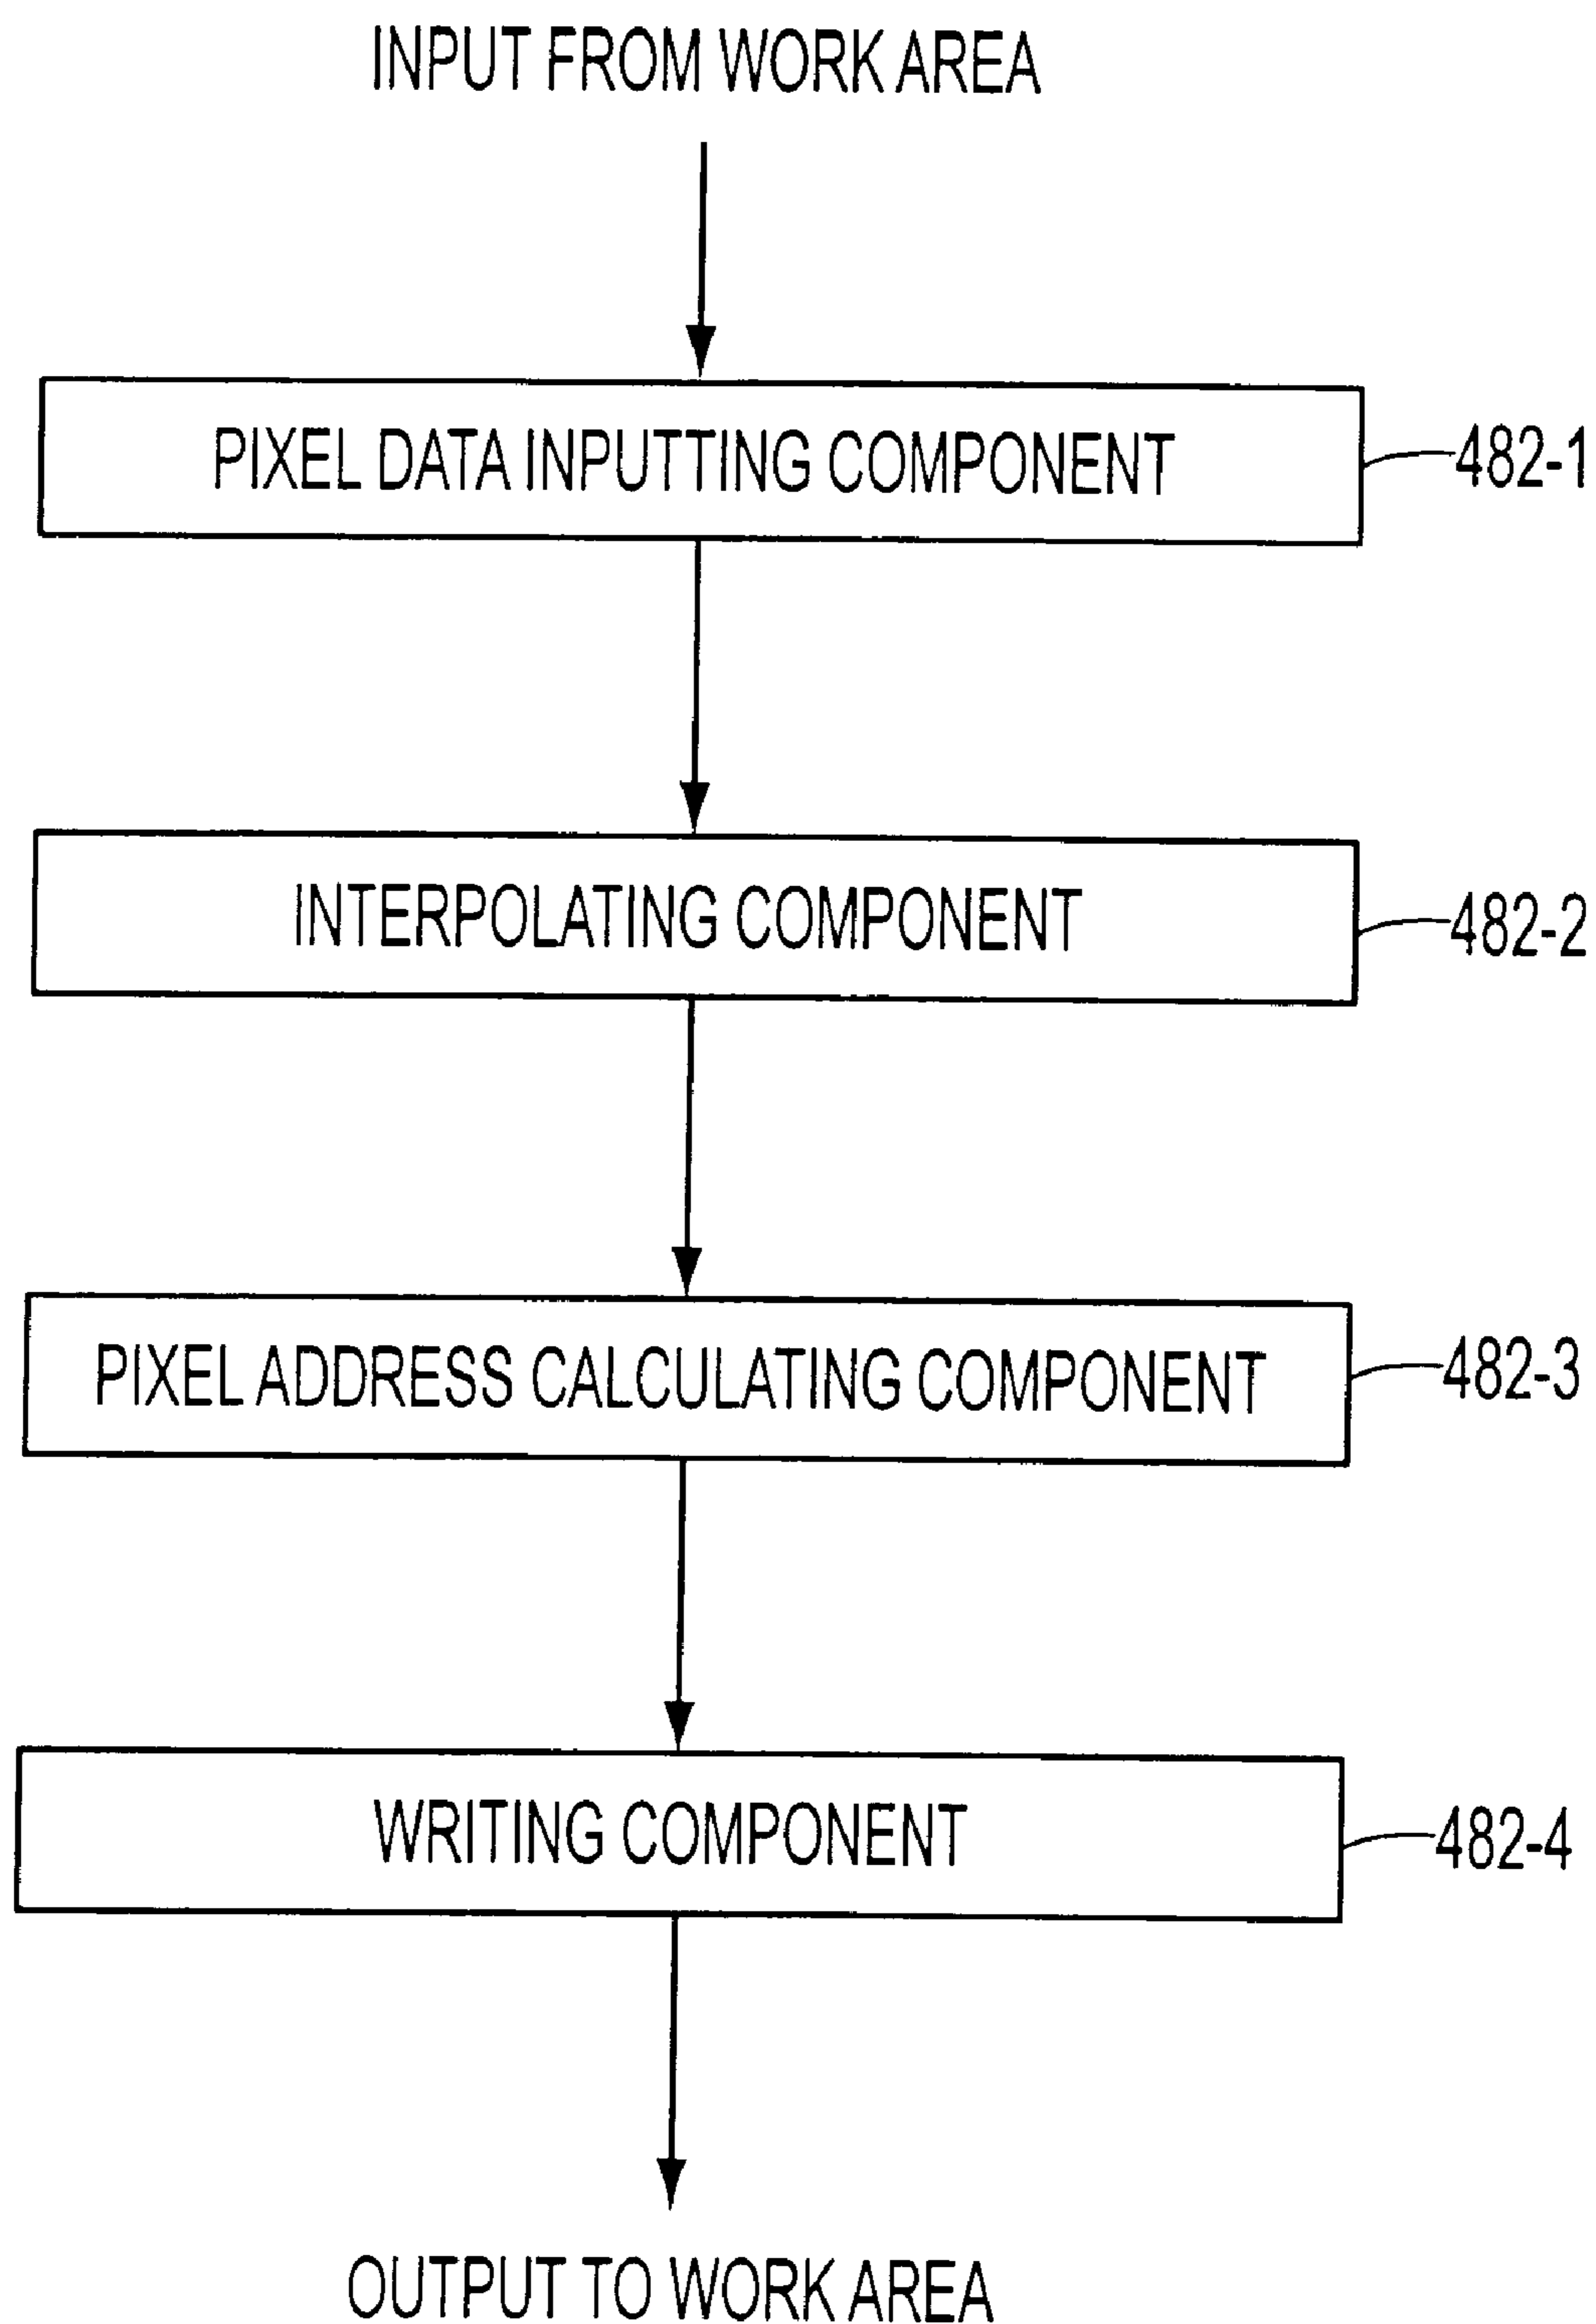 INPUT FROM WORK AREA
PIXEL DATA INPUTTING COMPONENT
482-1
INTERPOLATING COMPONENT
482-2
PIXEL ADDRESS CALCULATING COMPONENT
482-3
WRITING COMPONENT
482-4
OUTPUT TO WORK AREA